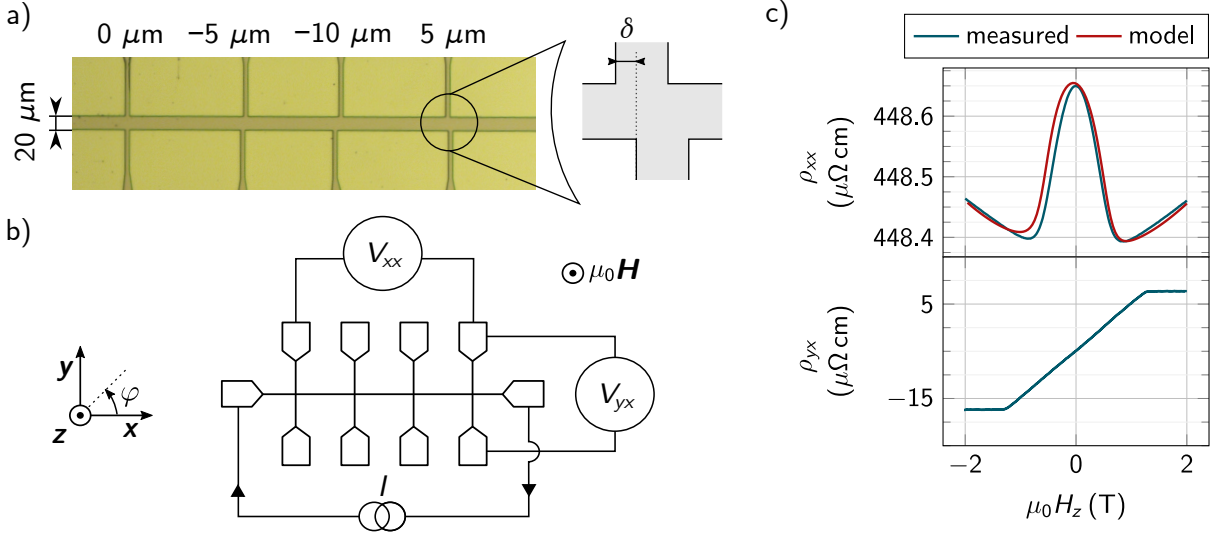 a)
0 μm −5 μm −10 μm 5 μm
20 μm
δ
b)
V_xx
μ₀H
y
φ
z
x
V_yx
I
c)
measured model
448.6
448.5
448.4
ρ_xx
(μΩ cm)
5
−15
ρ_yx
(μΩ cm)
−2 0 2
μ₀H_z (T)